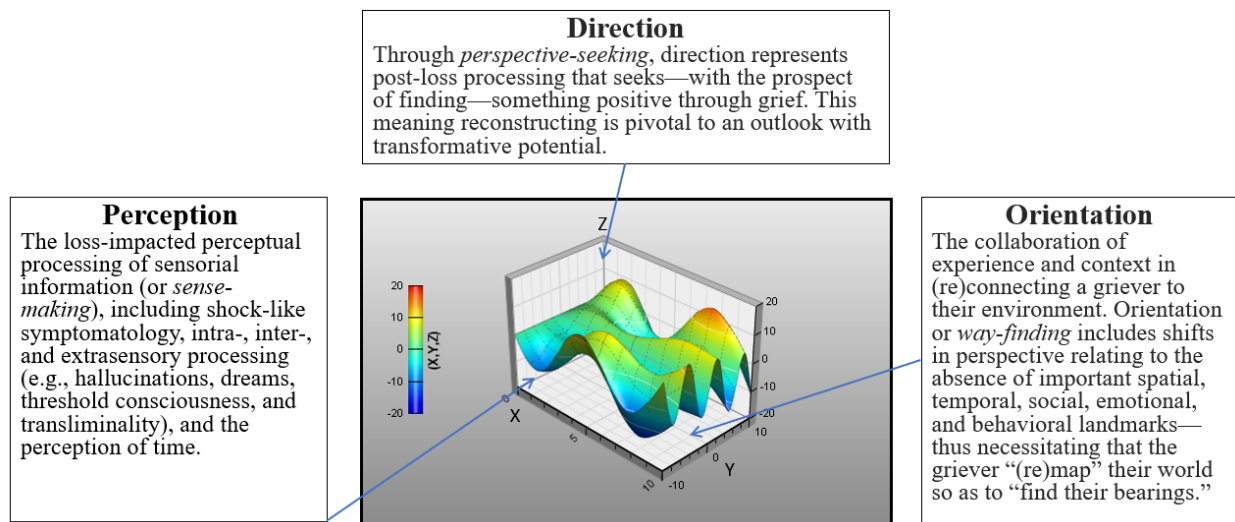 Direction
Through perspective-seeking, direction represents
post-loss processing that seeks—with the prospect
of finding—something positive through grief. This
meaning reconstructing is pivotal to an outlook with
transformative potential.
Perception
The loss-impacted perceptual
processing of sensorial
information (or sense-
making), including shock-like
symptomatology, intra-, inter-,
and extrasensory processing
(e.g., hallucinations, dreams,
threshold consciousness, and
transliminality), and the
perception of time.
Z
20
10
0
-10
-20
(X,Y,Z)
20
10
0
-10
-20
0
X
5
10
-10
0
10
Y
Orientation
The collaboration of
experience and context in
(re)connecting a griever to
their environment. Orientation
or way-finding includes shifts
in perspective relating to the
absence of important spatial,
temporal, social, emotional,
and behavioral landmarks—
thus necessitating that the
griever “(re)map” their world
so as to “find their bearings.”